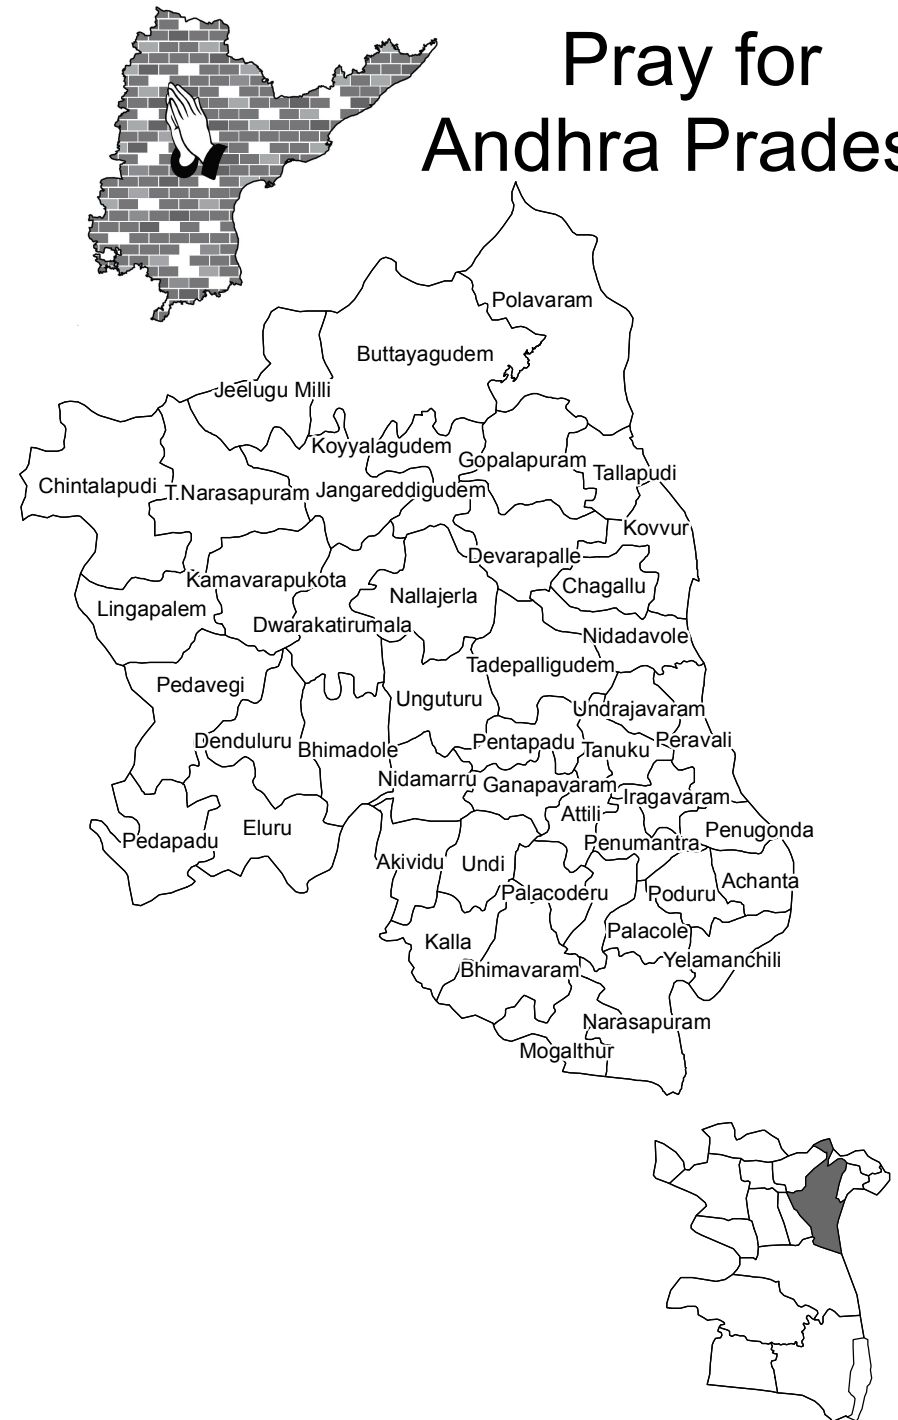 Pray for
Andhra Prades
Polavaram
Buttayagudem
Jeelugu Milli
Koyyalagudem
Gopalapuram
Tallapudi
Chintalapudi
T.Narasapuram
Jangareddigudem
Kovvur
Devarapalle
Kamavarapukota
Chagallu
Nallajerla
Lingapalem
Dwarakatirumala
Nidadavole
Tadepalligudem
Pedavegi
Unguturu
Undrajavaram
Denduluru
Bhimadole
Pentapadu
Tanuku
Peravali
Nidamarru
Ganapavaram
Iragavaram
Attili
Eluru
Penugonda
Pedapadu
Penumantra
Akividu
Undi
Achanta
Palacoderu
Poduru
Palacole
Kalla
Yelamanchili
Bhimavaram
Narasapuram
Mogalthur